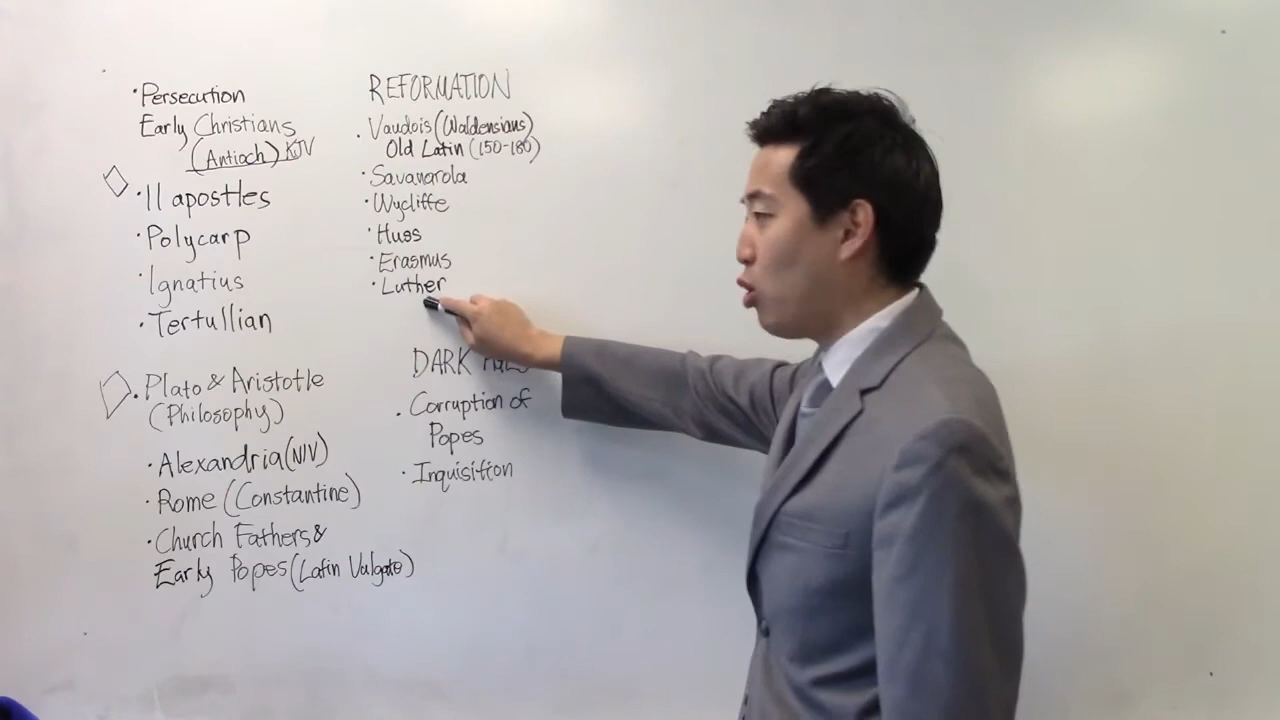 · Persecution
Early Christians
(Antioch) KJV
· 11 apostles
· Polycarp
· Ignatius
· Tertullian
· Plato & Aristotle
(Philosophy)
· Alexandria (NIV)
· Rome (Constantine)
· Church Fathers &
Early Popes (Latin Vulgate)
REFORMATION
· Vaudois (Waldensians)
Old Latin (150-180)
· Savanarola
· Wycliffe
· Huss
· Erasmus
· Luther
DARK
· Corruption of
Popes
· Inquisition